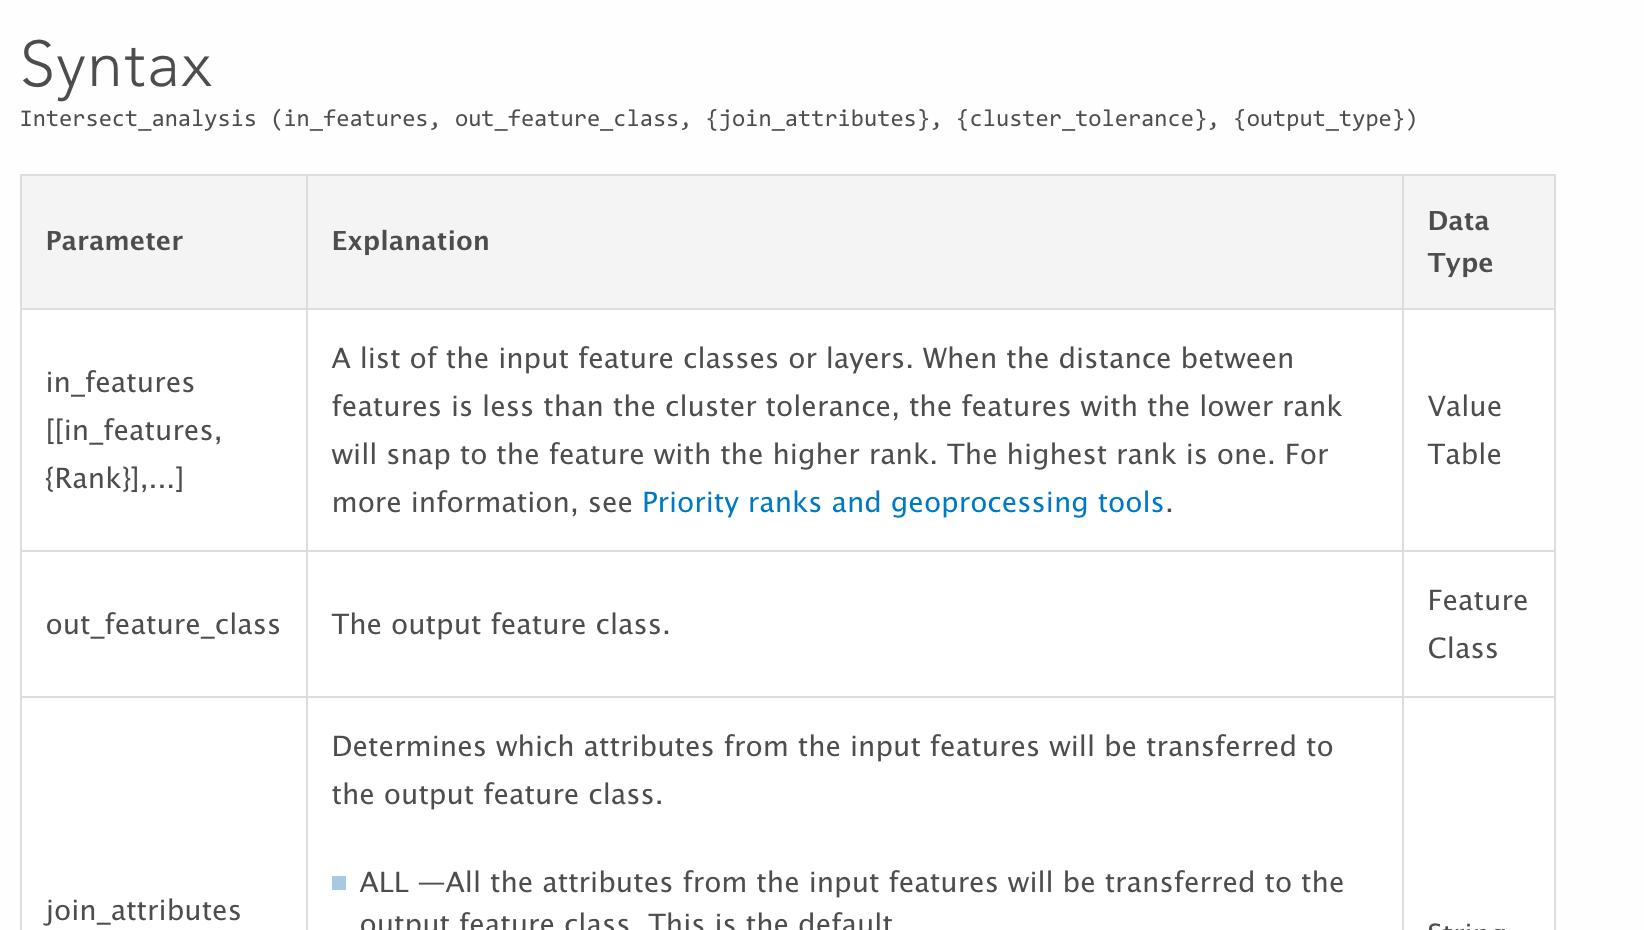 Syntax
Intersect_analysis (in_features, out_feature_class, {join_attributes}, {cluster_tolerance}, {output_type})
Parameter
Explanation
Data
Type
in_features
[[in_features,
{Rank}],...]
A list of the input feature classes or layers. When the distance between
features is less than the cluster tolerance, the features with the lower rank
will snap to the feature with the higher rank. The highest rank is one. For
more information, see Priority ranks and geoprocessing tools.
Value
Table
out_feature_class
The output feature class.
Feature
Class
join_attributes
Determines which attributes from the input features will be transferred to
the output feature class.
ALL —All the attributes from the input features will be transferred to the
output feature class. This is the default
String